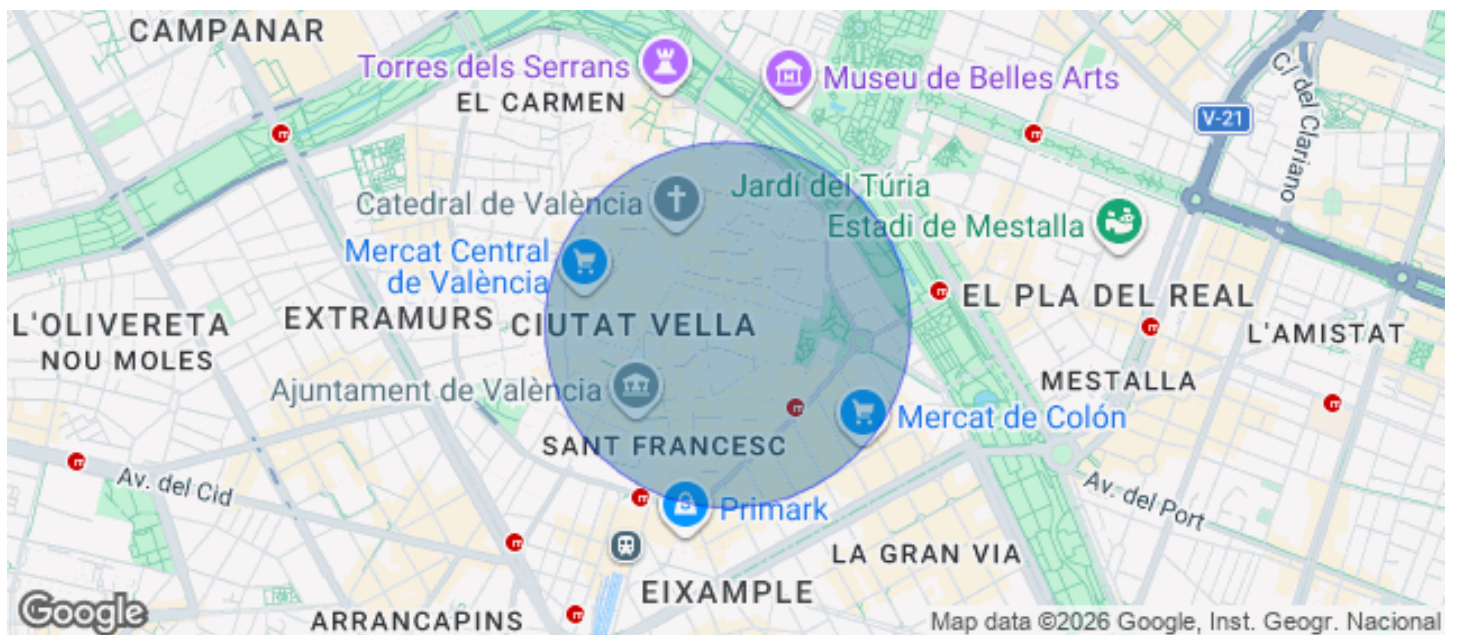 CAMPANAR
Torres dels Serrans
EL CARMEN
Museu de Belles Arts
V-21
C/ del Clariano
Catedral de València
Jardí del Túria
Estadi de Mestalla
Mercat Central
de València
EL PLA DEL REAL
L'OLIVERETA
NOU MOLES
EXTRAMURS
CIUTAT VELLA
L'AMISTAT
Ajuntament de València
MESTALLA
Mercat de Colón
SANT FRANCESC
Av. del Cid
Av. del Port
Primark
LA GRAN VIA
EIXAMPLE
ARRANCAPINS
Google
Map data ©2026 Google, Inst. Geogr. Nacional